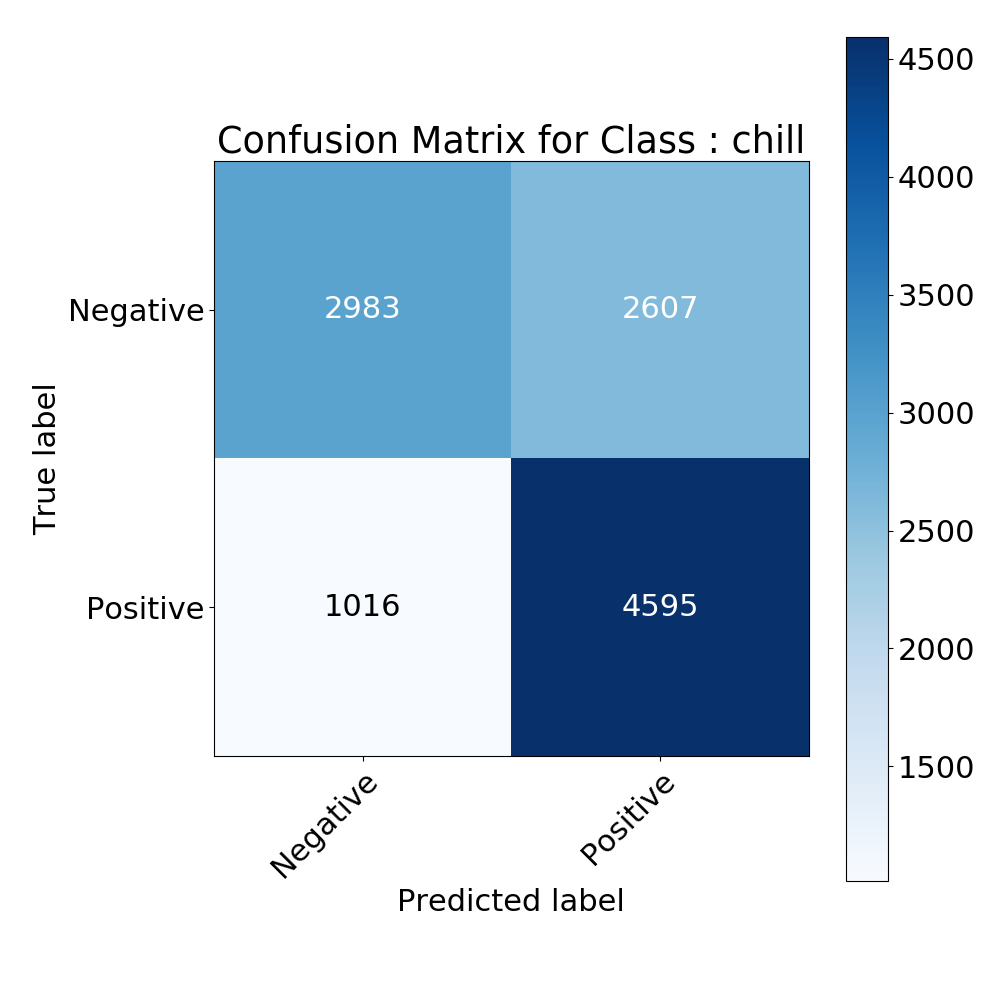 Confusion Matrix for Class : chill
True label
Negative
2983 2607
Positive
1016 4595
Negative Positive
Predicted label
4500
4000
3500
3000
2500
2000
1500